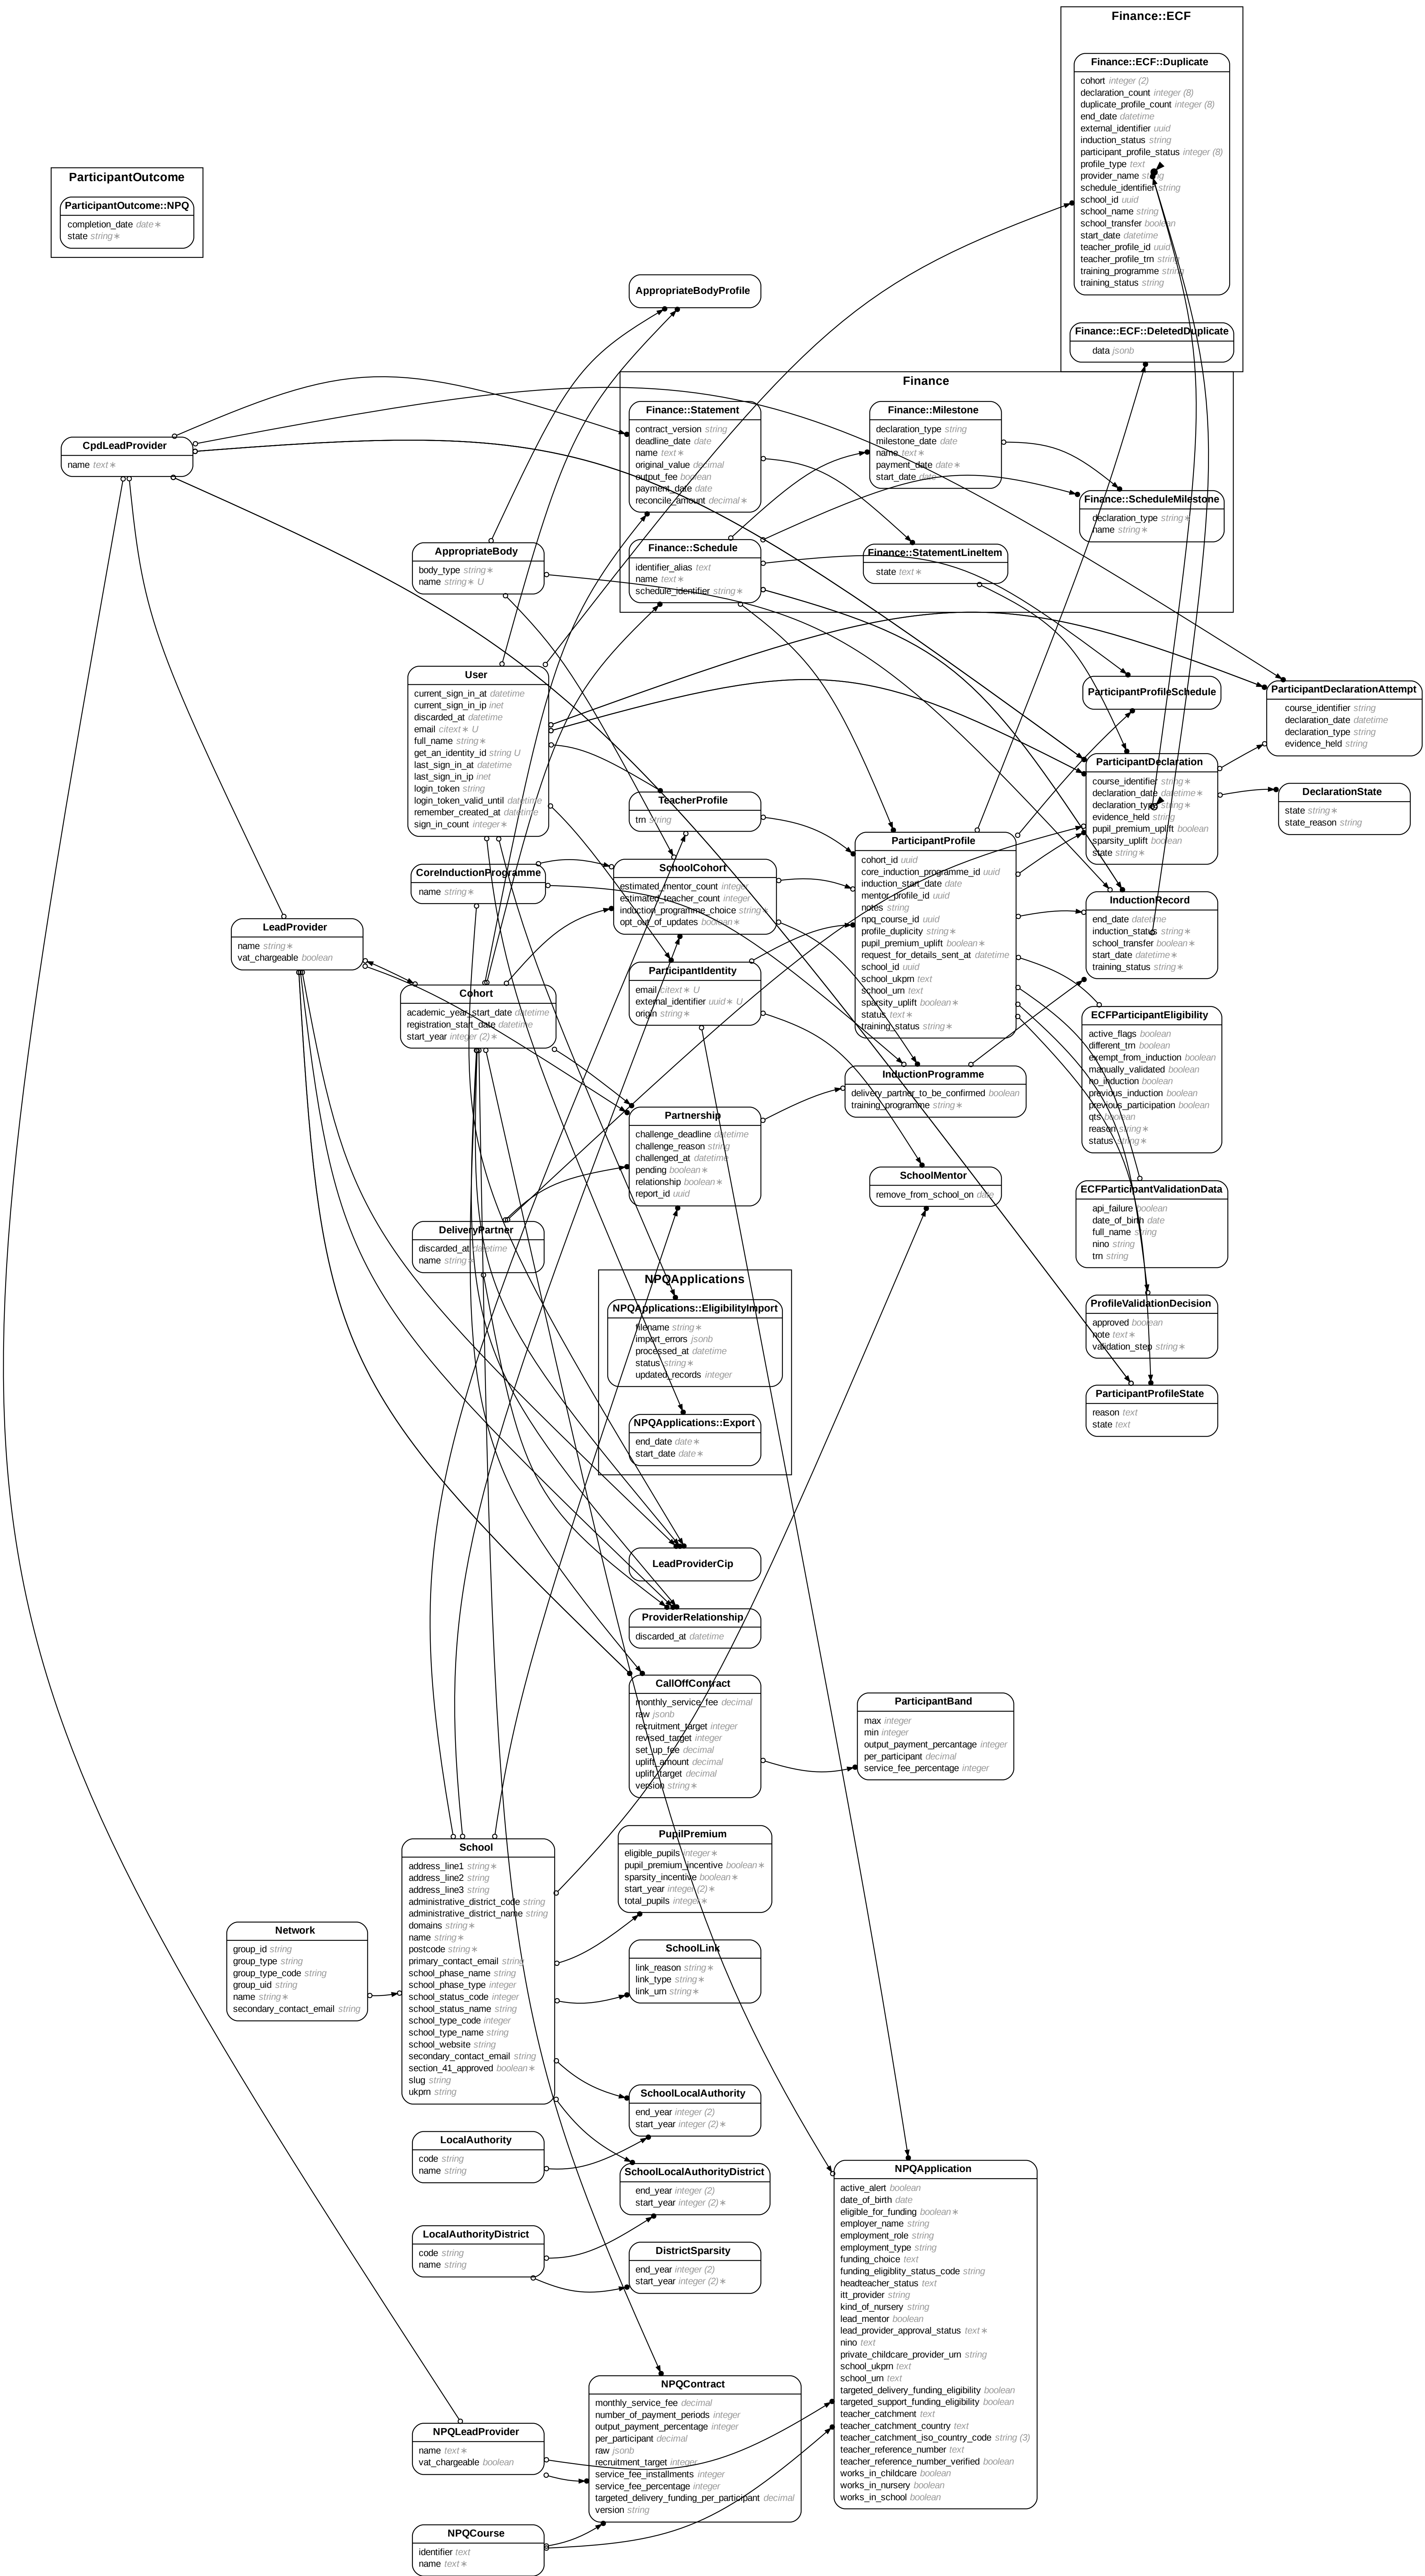 Finance::ECF
Finance::ECF::Duplicate
cohort integer (2)
declaration_count integer (8)
duplicate_profile_count integer (8)
end_date datetime
external_identifier uuid
induction_status string
participant_profile_status integer (8)
profile_type text
provider_name string
schedule_identifier string
school_id uuid
school_name string
school_transfer boolean
start_date datetime
teacher_profile_id uuid
teacher_profile_trn string
training_programme string
training_status string
Finance::ECF::DeletedDuplicate
data jsonb
ParticipantOutcome
ParticipantOutcome::NPQ
completion_date date∗
state string∗
AppropriateBodyProfile
Finance
Finance::Statement
contract_version string
deadline_date date
name text∗
original_value decimal
output_fee boolean
payment_date date
reconcile_amount decimal∗
Finance::Milestone
declaration_type string
milestone_date date
name text∗
payment_date date∗
start_date date
Finance::ScheduleMilestone
declaration_type string∗
name string∗
Finance::Schedule
identifier_alias text
name text∗
schedule_identifier string∗
Finance::StatementLineItem
state text∗
CpdLeadProvider
name text∗
AppropriateBody
body_type string∗
name string∗ U
User
current_sign_in_at datetime
current_sign_in_ip inet
discarded_at datetime
email citext∗ U
full_name string∗
get_an_identity_id string U
last_sign_in_at datetime
last_sign_in_ip inet
login_token string
login_token_valid_until datetime
remember_created_at datetime
sign_in_count integer∗
ParticipantProfileSchedule
ParticipantDeclarationAttempt
course_identifier string
declaration_date datetime
declaration_type string
evidence_held string
ParticipantDeclaration
course_identifier string∗
declaration_date datetime∗
declaration_type string∗
evidence_held string
pupil_premium_uplift boolean
sparsity_uplift boolean
state string∗
DeclarationState
state string∗
state_reason string
TeacherProfile
trn string
ParticipantProfile
cohort_id uuid
core_induction_programme_id uuid
induction_start_date date
mentor_profile_id uuid
notes string
npq_course_id uuid
profile_duplicity string∗
pupil_premium_uplift boolean∗
request_for_details_sent_at datetime
school_id uuid
school_ukprn text
school_urn text
sparsity_uplift boolean∗
status text∗
training_status string∗
CoreInductionProgramme
name string∗
SchoolCohort
estimated_mentor_count integer
estimated_teacher_count integer
induction_programme_choice string∗
opt_out_of_updates boolean∗
InductionRecord
end_date datetime
induction_status string∗
school_transfer boolean∗
start_date datetime∗
training_status string∗
LeadProvider
name string∗
vat_chargeable boolean
ParticipantIdentity
email citext∗ U
external_identifier uuid∗ U
origin string∗
Cohort
academic_year_start_date datetime
registration_start_date datetime
start_year integer (2)∗
ECFParticipantEligibility
active_flags boolean
different_trn boolean
exempt_from_induction boolean
manually_validated boolean
no_induction boolean
previous_induction boolean
previous_participation boolean
qts boolean
reason string∗
status string∗
InductionProgramme
delivery_partner_to_be_confirmed boolean
training_programme string∗
Partnership
challenge_deadline datetime
challenge_reason string
challenged_at datetime
pending boolean∗
relationship boolean∗
report_id uuid
SchoolMentor
remove_from_school_on date
ECFParticipantValidationData
api_failure boolean
date_of_birth date
full_name string
nino string
trn string
DeliveryPartner
discarded_at datetime
name string∗
NPQApplications
NPQApplications::EligibilityImport
filename string∗
import_errors jsonb
processed_at datetime
status string∗
updated_records integer
NPQApplications::Export
end_date date∗
start_date date∗
ProfileValidationDecision
approved boolean
note text∗
validation_step string∗
ParticipantProfileState
reason text
state text
LeadProviderCip
ProviderRelationship
discarded_at datetime
CallOffContract
monthly_service_fee decimal
raw jsonb
recruitment_target integer
revised_target integer
set_up_fee decimal
uplift_amount decimal
uplift_target decimal
version string∗
ParticipantBand
max integer
min integer
output_payment_percantage integer
per_participant decimal
service_fee_percentage integer
School
address_line1 string∗
address_line2 string
address_line3 string
administrative_district_code string
administrative_district_name string
domains string∗
name string∗
postcode string∗
primary_contact_email string
school_phase_name string
school_phase_type integer
school_status_code integer
school_status_name string
school_type_code integer
school_type_name string
school_website string
secondary_contact_email string
section_41_approved boolean∗
slug string
ukprn string
PupilPremium
eligible_pupils integer∗
pupil_premium_incentive boolean∗
sparsity_incentive boolean∗
start_year integer (2)∗
total_pupils integer∗
Network
group_id string
group_type string
group_type_code string
group_uid string
name string∗
secondary_contact_email string
SchoolLink
link_reason string∗
link_type string∗
link_urn string∗
SchoolLocalAuthority
end_year integer (2)
start_year integer (2)∗
LocalAuthority
code string
name string
SchoolLocalAuthorityDistrict
end_year integer (2)
start_year integer (2)∗
LocalAuthorityDistrict
code string
name string
DistrictSparsity
end_year integer (2)
start_year integer (2)∗
NPQApplication
active_alert boolean
date_of_birth date
eligible_for_funding boolean∗
employer_name string
employment_role string
employment_type string
funding_choice text
funding_eligiblity_status_code string
headteacher_status text
itt_provider string
kind_of_nursery string
lead_mentor boolean
lead_provider_approval_status text∗
nino text
private_childcare_provider_urn string
school_ukprn text
school_urn text
targeted_delivery_funding_eligibility boolean
targeted_support_funding_eligibility boolean
teacher_catchment text
teacher_catchment_country text
teacher_catchment_iso_country_code string (3)
teacher_reference_number text
teacher_reference_number_verified boolean
works_in_childcare boolean
works_in_nursery boolean
works_in_school boolean
NPQContract
monthly_service_fee decimal
number_of_payment_periods integer
output_payment_percentage integer
per_participant decimal
raw jsonb
recruitment_target integer
service_fee_installments integer
service_fee_percentage integer
targeted_delivery_funding_per_participant decimal
version string
NPQLeadProvider
name text∗
vat_chargeable boolean
NPQCourse
identifier text
name text∗